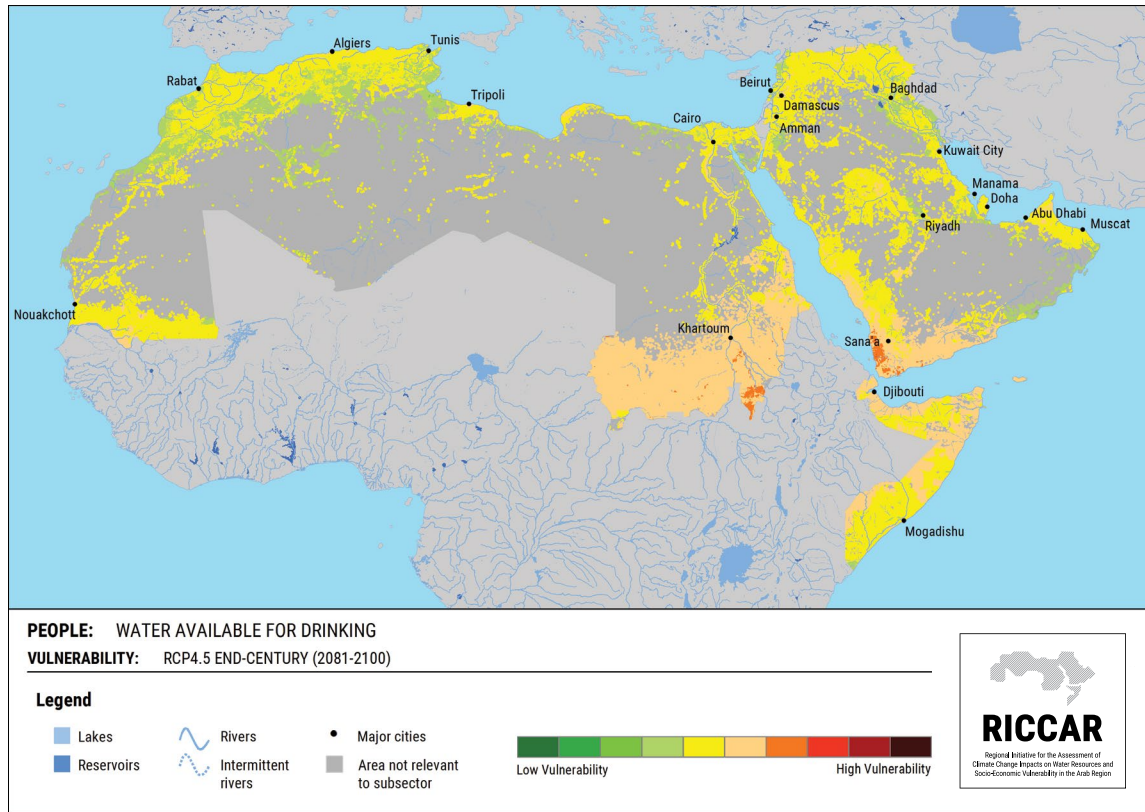 Algiers
Tunis
Rabat
Tripoli
Beirut
Baghdad
Damascus
Cairo
Amman
Kuwait City
Manama
Doha
Abu Dhabi
Riyadh
Muscat
Nouakchott
Khartoum
Sana'a
Djibouti
Mogadishu
PEOPLE: WATER AVAILABLE FOR DRINKING
VULNERABILITY: RCP4.5 END-CENTURY (2081-2100)
Legend
Lakes
Rivers
Major cities
Reservoirs
Intermittent
rivers
Area not relevant
to subsector
Low Vulnerability
High Vulnerability
RICCAR
Regional Initiative for the Assessment of
Climate Change Impacts on Water Resources and
Socio-Economic Vulnerability in the Arab Region